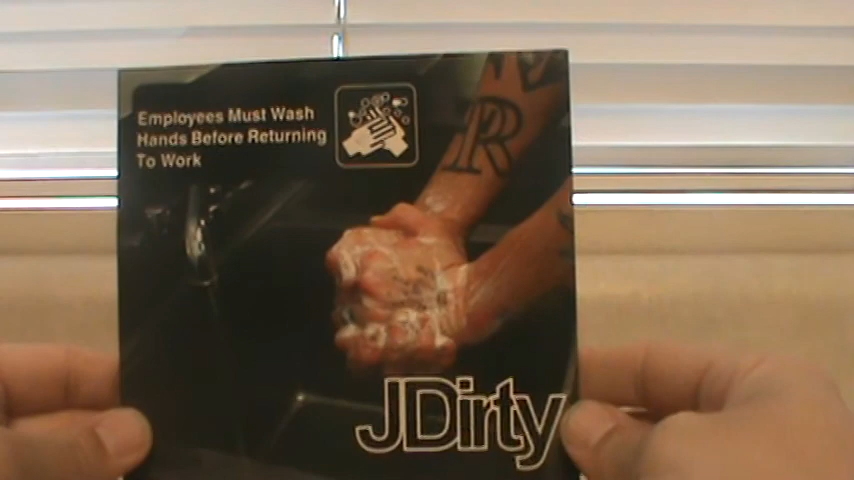 Employees Must Wash
Hands Before Returning
To Work
R
JDirty